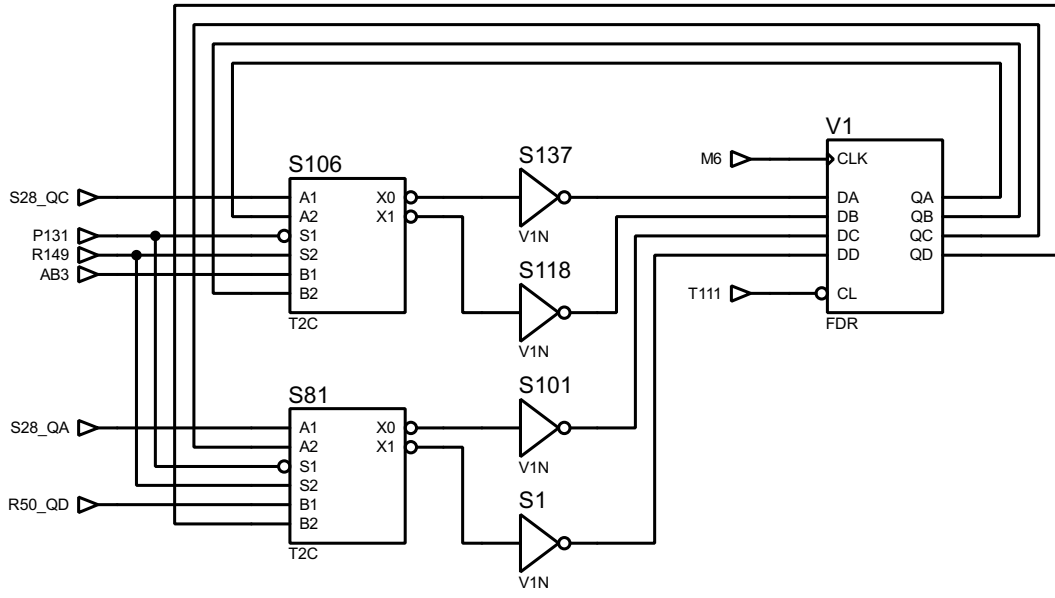 V1
S106
S137
M6
CLK
S28_QC
A1
X0
DA
QA
A2
X1
DB
QB
P131
S1
V1N
DC
QC
R149
S2
S118
DD
QD
AB3
B1
B2
T111
CL
T2C
FDR
V1N
S81
S101
S28_QA
A1
X0
A2
X1
S1
V1N
S2
S1
R50_QD
B1
B2
T2C
V1N